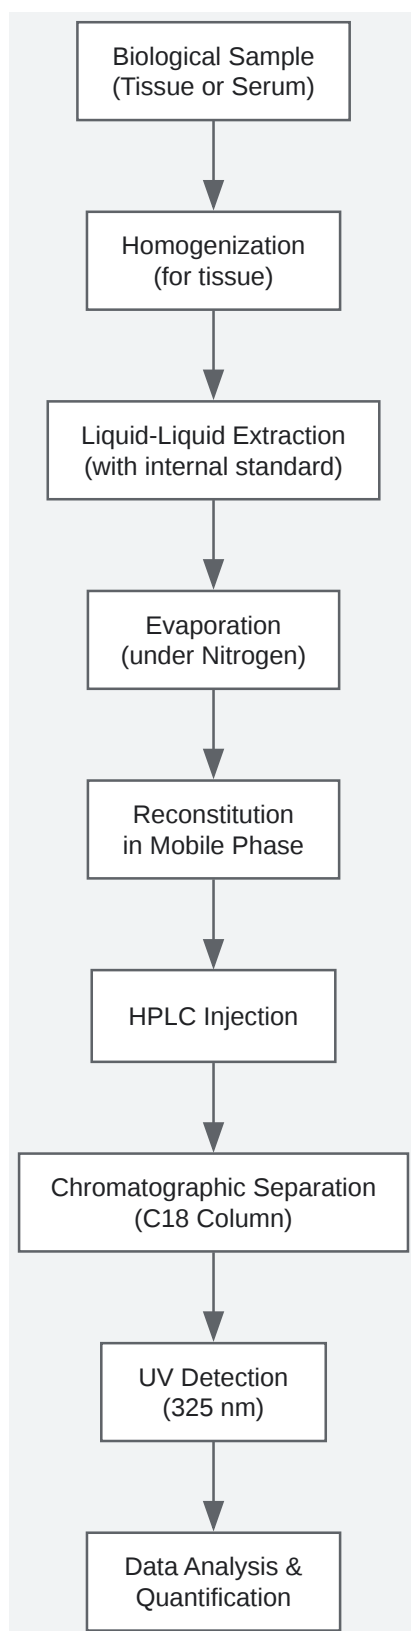 Biological Sample
(Tissue or Serum)
Homogenization
(for tissue)
Liquid-Liquid Extraction
(with internal standard)
Evaporation
(under Nitrogen)
Reconstitution
in Mobile Phase
HPLC Injection
Chromatographic Separation
(C18 Column)
UV Detection
(325 nm)
Data Analysis &
Quantification